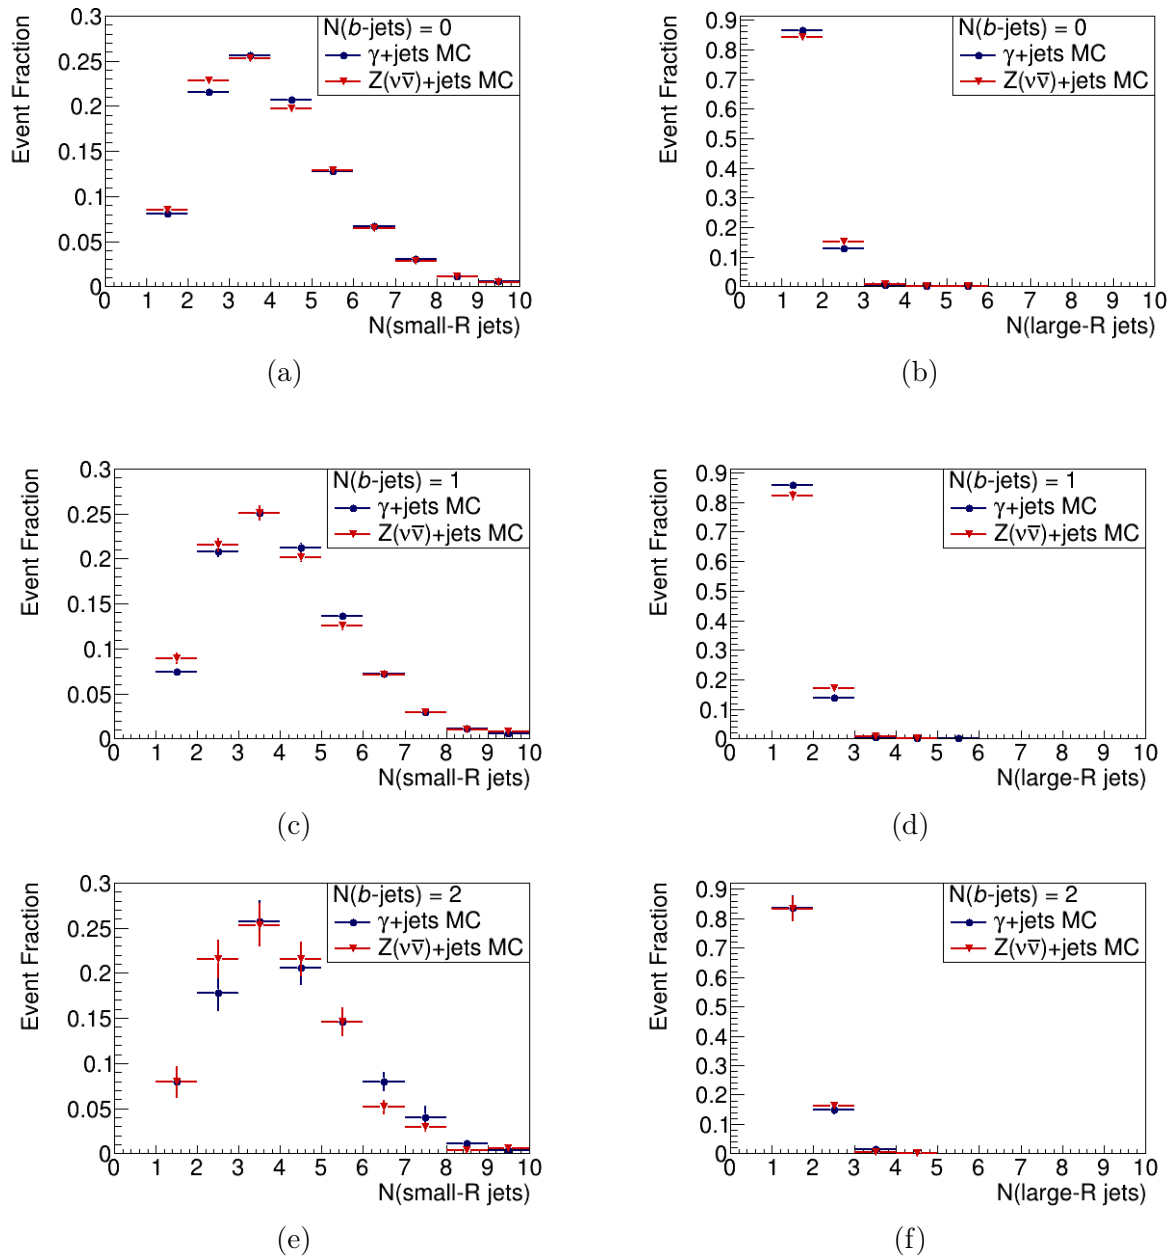 Event Fraction
0.3
0.25
0.2
0.15
0.1
0.05
0
N(b-jets) = 0
γ+jets MC
Z(νν̅)+jets MC
0 1 2 3 4 5 6 7 8 9 10
N(small-R jets)
(a)
Event Fraction
0.9
0.8
0.7
0.6
0.5
0.4
0.3
0.2
0.1
0
N(b-jets) = 0
γ+jets MC
Z(νν̅)+jets MC
0 1 2 3 4 5 6 7 8 9 10
N(large-R jets)
(b)
Event Fraction
0.3
0.25
0.2
0.15
0.1
0.05
0
N(b-jets) = 1
γ+jets MC
Z(νν̅)+jets MC
0 1 2 3 4 5 6 7 8 9 10
N(small-R jets)
(c)
Event Fraction
0.9
0.8
0.7
0.6
0.5
0.4
0.3
0.2
0.1
0
N(b-jets) = 1
γ+jets MC
Z(νν̅)+jets MC
0 1 2 3 4 5 6 7 8 9 10
N(large-R jets)
(d)
Event Fraction
0.3
0.25
0.2
0.15
0.1
0.05
0
N(b-jets) = 2
γ+jets MC
Z(νν̅)+jets MC
0 1 2 3 4 5 6 7 8 9 10
N(small-R jets)
(e)
Event Fraction
0.9
0.8
0.7
0.6
0.5
0.4
0.3
0.2
0.1
0
N(b-jets) = 2
γ+jets MC
Z(νν̅)+jets MC
0 1 2 3 4 5 6 7 8 9 10
N(large-R jets)
(f)